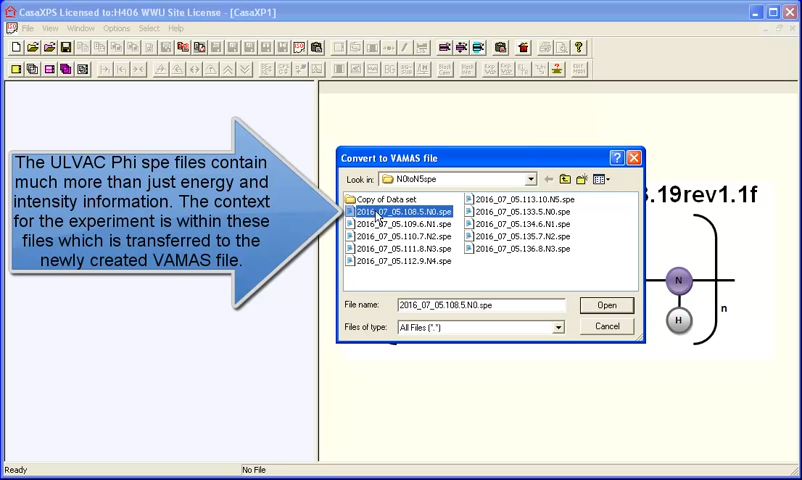 CasaXPS Licensed to:H406 WWU Site License - [CasaXP1]
File View Window Options Select Help
The ULVAC Phi spe files contain
much more than just energy and
intensity information. The context
for the experiment is within these
files which is transferred to the
newly created VAMAS file.
Convert to VAMAS file
Look in: N0toN5spe
Copy of Data set
2016_07_05.108.5.N0.spe
2016_07_05.109.6.N1.spe
2016_07_05.110.7.N2.spe
2016_07_05.111.8.N3.spe
2016_07_05.112.9.N4.spe
2016_07_05.113.10.N5.spe
2016_07_05.133.5.N0.spe
2016_07_05.134.6.N1.spe
2016_07_05.135.7.N2.spe
2016_07_05.136.8.N3.spe
File name: 2016_07_05.108.5.N0.spe Open
Files of type: All Files (*.*) Cancel
3.19rev1.1f
N
H
n
Ready No File